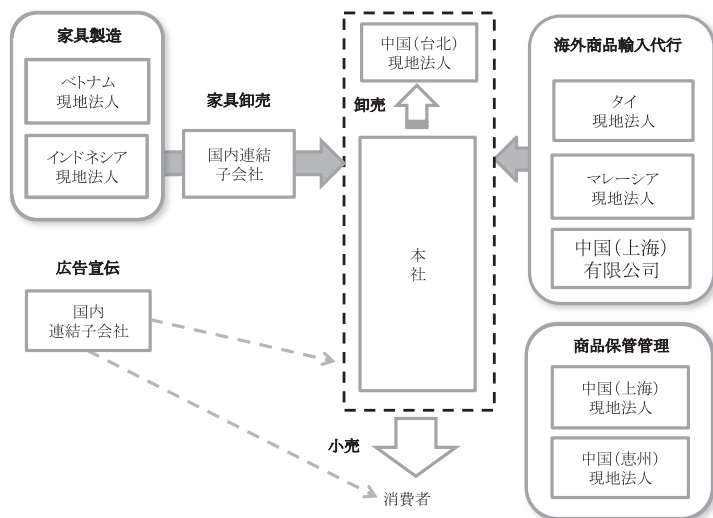 家具製造
ベトナム
現地法人
インドネシア
現地法人
家具卸売
国内連結
子会社
中国(台北)
現地法人
卸売
本
社
海外商品輸入代行
タイ
現地法人
マレーシア
現地法人
中国(上海)
有限公司
広告宣伝
国内
連結子会社
商品保管管理
中国(上海)
現地法人
中国(恵州)
現地法人
小売
消費者